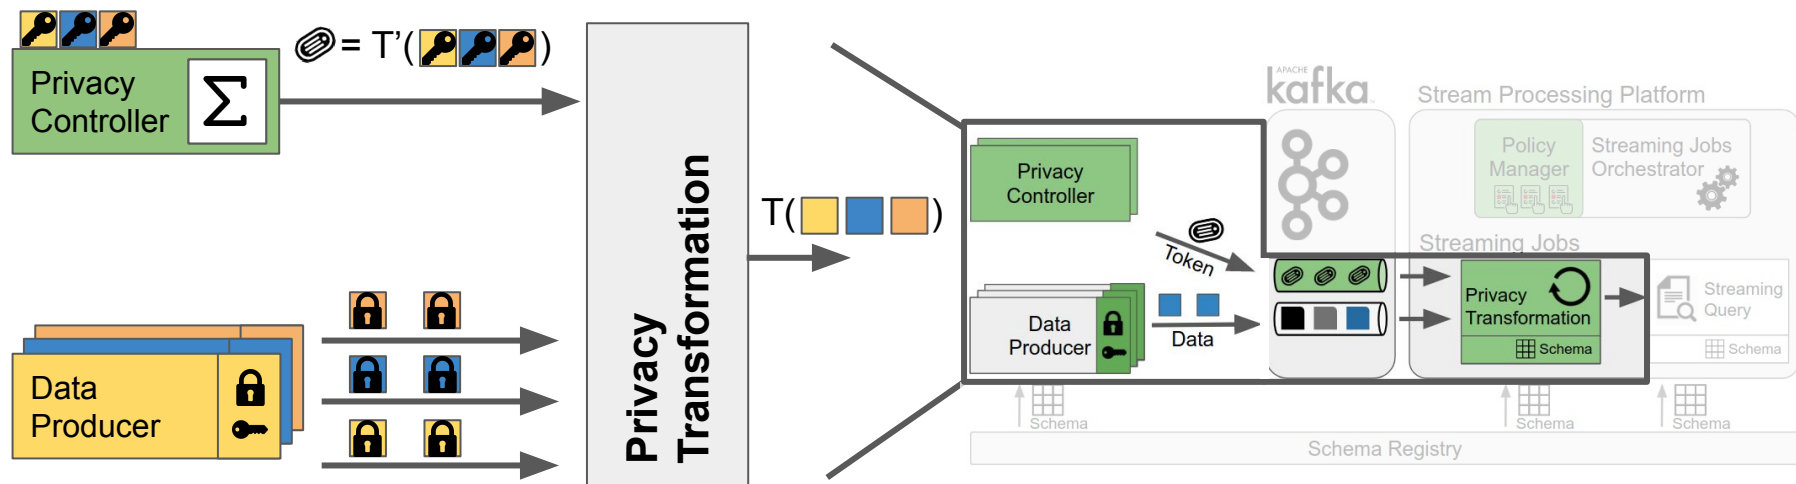 = T'( )
Privacy
Controller
Σ
Data
Producer
Privacy
Transformation
T( )
APACHE
kafka
Stream Processing Platform
Policy
Manager
Streaming Jobs
Orchestrator
Privacy
Controller
Token
Streaming Jobs
Data
Producer
Data
Privacy
Transformation
Schema
Streaming
Query
Schema
Schema
Schema
Schema
Schema Registry